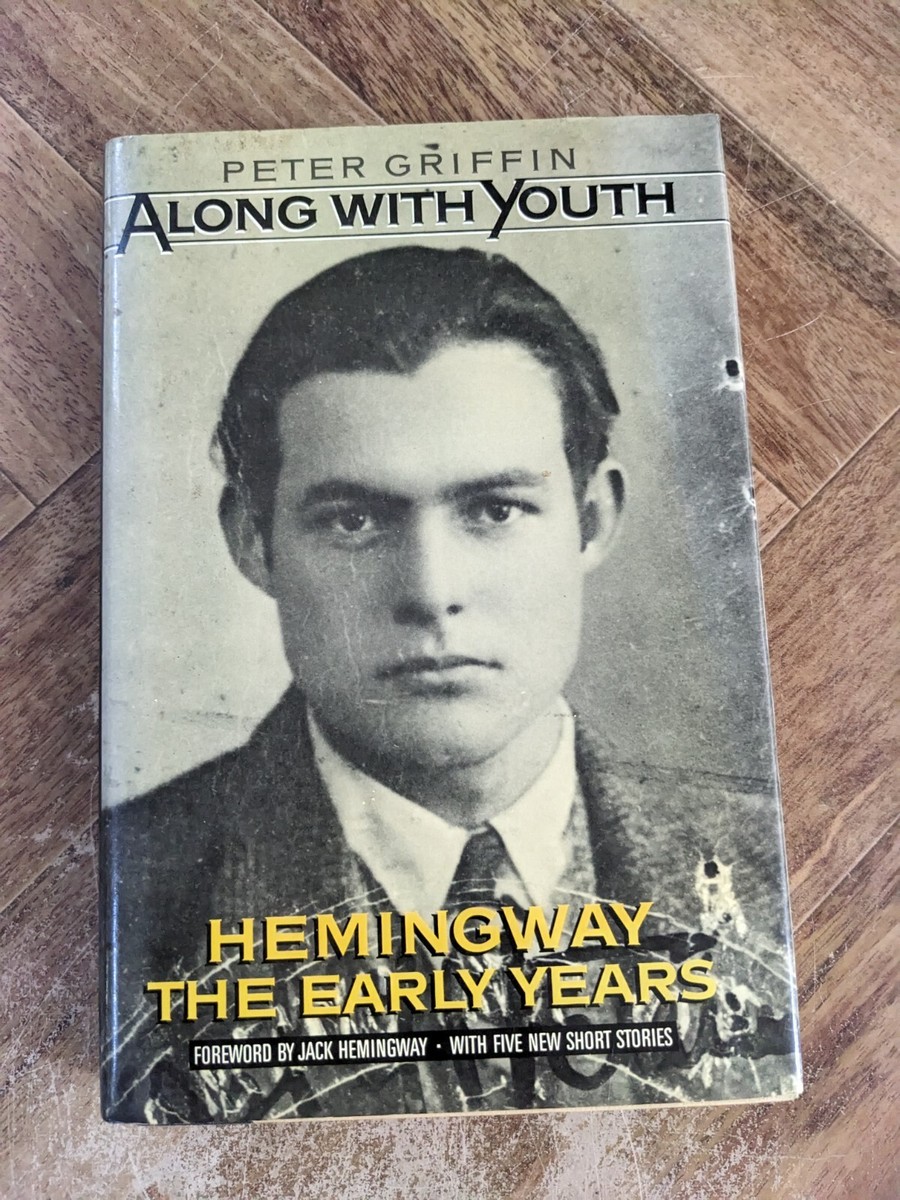 PETER GRIFFIN
ALONG WITH YOUTH
HEMINGWAY
THE EARLY YEARS
FOREWORD BY JACK HEMINGWAY · WITH FIVE NEW SHORT STORIES